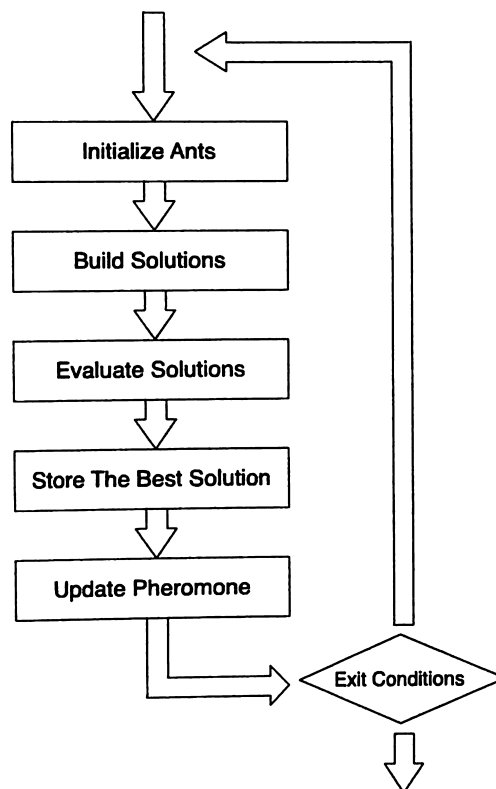 Initialize Ants
Build Solutions
Evaluate Solutions
Store The Best Solution
Update Pheromone
Exit Conditions